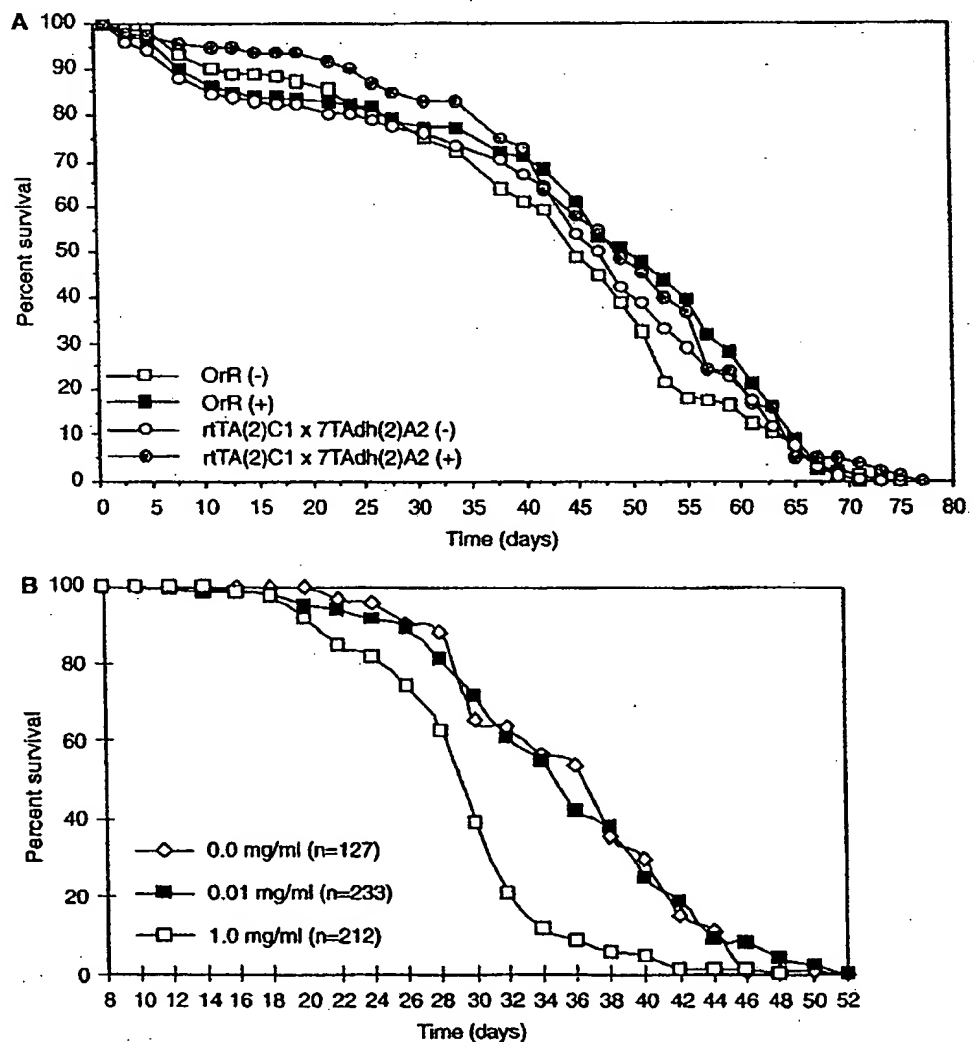 A
100
90
80
70
60
50
40
30
20
10
0
Percent survival
OrR (-)
OrR (+)
rtTA(2)C1 x 7TAdh(2)A2 (-)
rtTA(2)C1 x 7TAdh(2)A2 (+)
0 5 10 15 20 25 30 35 40 45 50 55 60 65 70 75 80
Time (days)
B
100
80
60
40
20
0
Percent survival
0.0 mg/ml (n=127)
0.01 mg/ml (n=233)
1.0 mg/ml (n=212)
8 10 12 14 16 18 20 22 24 26 28 30 32 34 36 38 40 42 44 46 48 50 52
Time (days)